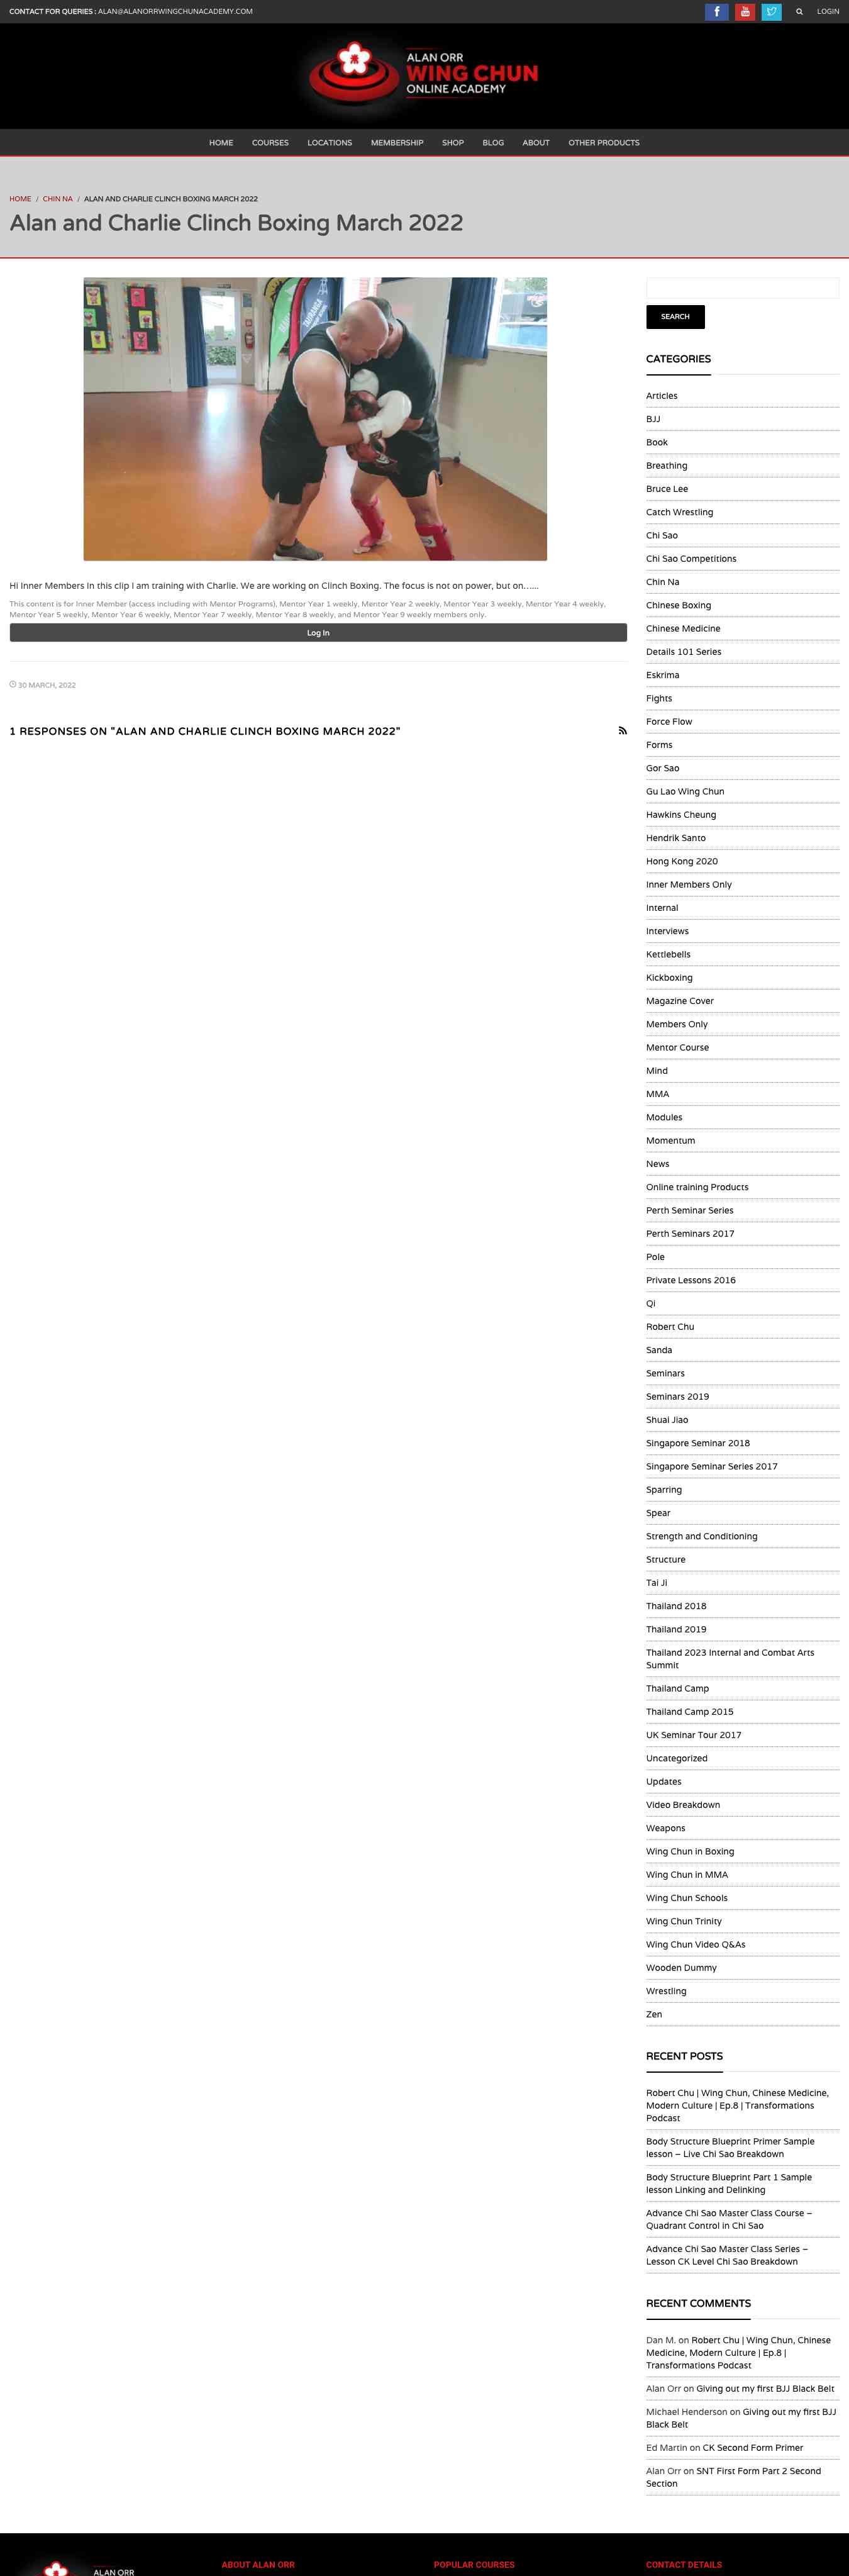 CONTACT FOR QUERIES : ALAN@ALANORRWINGCHUNACADEMY.COM
LOGIN
ALAN ORR
WING CHUN
ONLINE ACADEMY
HOME COURSES LOCATIONS MEMBERSHIP SHOP BLOG ABOUT OTHER PRODUCTS
HOME / CHIN NA / ALAN AND CHARLIE CLINCH BOXING MARCH 2022
Alan and Charlie Clinch Boxing March 2022
Hi Inner Members In this clip I am training with Charlie. We are working on Clinch Boxing. The focus is not on power, but on…...
This content is for Inner Member (access including with Mentor Programs), Mentor Year 1 weekly, Mentor Year 2 weekly, Mentor Year 3 weekly, Mentor Year 4 weekly,
Mentor Year 5 weekly, Mentor Year 6 weekly, Mentor Year 7 weekly, Mentor Year 8 weekly, and Mentor Year 9 weekly members only.
Log In
30 MARCH, 2022
1 RESPONSES ON "ALAN AND CHARLIE CLINCH BOXING MARCH 2022"
SEARCH
CATEGORIES
Articles
BJJ
Book
Breathing
Bruce Lee
Catch Wrestling
Chi Sao
Chi Sao Competitions
Chin Na
Chinese Boxing
Chinese Medicine
Details 101 Series
Eskrima
Fights
Force Flow
Forms
Gor Sao
Gu Lao Wing Chun
Hawkins Cheung
Hendrik Santo
Hong Kong 2020
Inner Members Only
Internal
Interviews
Kettlebells
Kickboxing
Magazine Cover
Members Only
Mentor Course
Mind
MMA
Modules
Momentum
News
Online training Products
Perth Seminar Series
Perth Seminars 2017
Pole
Private Lessons 2016
Qi
Robert Chu
Sanda
Seminars
Seminars 2019
Shuai Jiao
Singapore Seminar 2018
Singapore Seminar Series 2017
Sparring
Spear
Strength and Conditioning
Structure
Tai Ji
Thailand 2018
Thailand 2019
Thailand 2023 Internal and Combat Arts
Summit
Thailand Camp
Thailand Camp 2015
UK Seminar Tour 2017
Uncategorized
Updates
Video Breakdown
Weapons
Wing Chun in Boxing
Wing Chun in MMA
Wing Chun Schools
Wing Chun Trinity
Wing Chun Video Q&As
Wooden Dummy
Wrestling
Zen
RECENT POSTS
Robert Chu | Wing Chun, Chinese Medicine,
Modern Culture | Ep.8 | Transformations
Podcast
Body Structure Blueprint Primer Sample
lesson – Live Chi Sao Breakdown
Body Structure Blueprint Part 1 Sample
lesson Linking and Delinking
Advance Chi Sao Master Class Course –
Quadrant Control in Chi Sao
Advance Chi Sao Master Class Series –
Lesson CK Level Chi Sao Breakdown
RECENT COMMENTS
Dan M. on Robert Chu | Wing Chun, Chinese
Medicine, Modern Culture | Ep.8 |
Transformations Podcast
Alan Orr on Giving out my first BJJ Black Belt
Michael Henderson on Giving out my first BJJ
Black Belt
Ed Martin on CK Second Form Primer
Alan Orr on SNT First Form Part 2 Second
Section
ALAN ORR
ABOUT ALAN ORR
POPULAR COURSES
CONTACT DETAILS